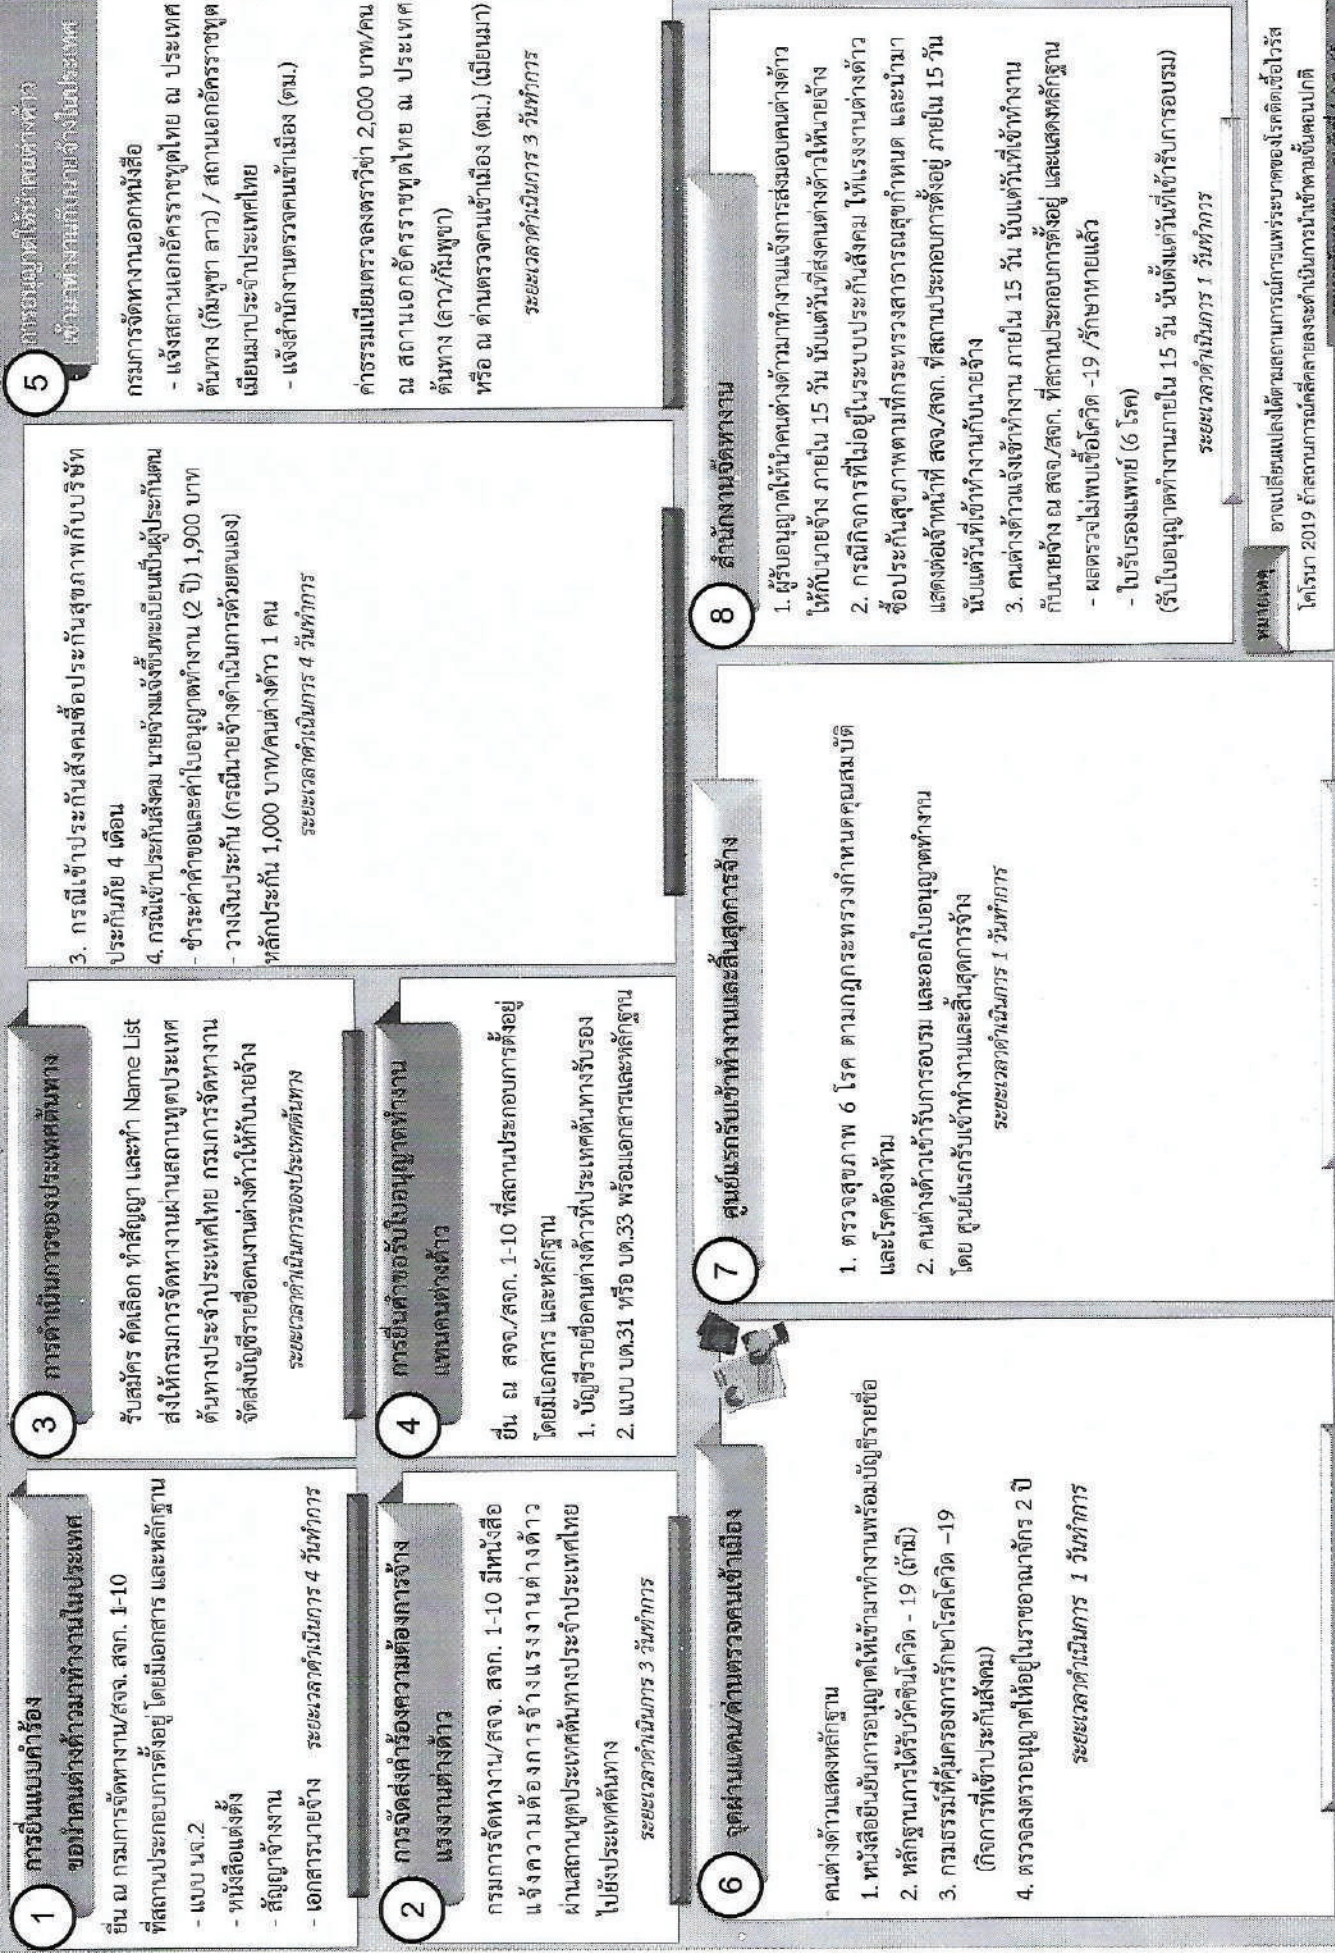 1
การยื่นแบบคำร้อง
ขอนำคนต่างด้าวมาทำงานในประเทศ
ยื่น ณ กรมการจัดหางาน/สจจ. สจก. 1-10
ที่สถานประกอบการตั้งอยู่ โดยมีเอกสาร และหลักฐาน
- แบบ นจ.2
- หนังสือแต่งตั้ง
- สัญญาจ้างงาน
- เอกสารนายจ้าง ระยะเวลาดำเนินการ 4 วันทำการ
2
การจัดส่งคำร้องความต้องการจ้าง
แรงงานต่างด้าว
กรมการจัดหางาน/สจจ. สจก. 1-10 มีหนังสือ
แจ้งความต้องการจ้างแรงงานต่างด้าว
ผ่านสถานทูตประเทศต้นทางประจำประเทศไทย
ไปยังประเทศต้นทาง
ระยะเวลาดำเนินการ 3 วันทำการ
3
การดำเนินการของประเทศต้นทาง
รับสมัคร คัดเลือก ทำสัญญา และทำ Name List
ส่งให้กรมการจัดหางานผ่านสถานทูตประเทศ
ต้นทางประจำประเทศไทย กรมการจัดหางาน
จัดส่งบัญชีรายชื่อคนงานต่างด้าวให้กับนายจ้าง
ระยะเวลาดำเนินการของประเทศต้นทาง
4
การยื่นคำขอรับใบอนุญาตทำงาน
แทนคนต่างด้าว
ยื่น ณ สจจ./สจก. 1-10 ที่สถานประกอบการตั้งอยู่
โดยมีเอกสาร และหลักฐาน
1. บัญชีรายชื่อคนต่างด้าวที่ประเทศต้นทางรับรอง
2. แบบ บต.31 หรือ บต.33 พร้อมเอกสารและหลักฐาน
3. กรณีเข้าประกันสังคมซื้อประกันสุขภาพกับบริษัท
ประกันภัย 4 เดือน
4. กรณีเข้าประกันสังคม นายจ้างแจ้งขึ้นทะเบียนเป็นผู้ประกันตน
- ชำระค่าคำขอและค่าใบอนุญาตทำงาน (2 ปี) 1,900 บาท
- วางเงินประกัน (กรณีนายจ้างดำเนินการด้วยตนเอง)
หลักประกัน 1,000 บาท/คนต่างด้าว 1 คน
ระยะเวลาดำเนินการ 4 วันทำการ
5
การอนุญาตให้นำคนต่างด้าว
เข้ามาทำงานกับนายจ้างในประเทศ
กรมการจัดหางานออกหนังสือ
- แจ้งสถานเอกอัครราชทูตไทย ณ ประเทศ
ต้นทาง (กัมพูชา ลาว) / สถานเอกอัครราชทูต
เมียนมาประจำประเทศไทย
- แจ้งสำนักงานตรวจคนเข้าเมือง (ตม.)
ค่าธรรมเนียมตรวจลงตราวีซ่า 2,000 บาท/คน
ณ สถานเอกอัครราชทูตไทย ณ ประเทศ
ต้นทาง (ลาว/กัมพูชา)
หรือ ณ ด่านตรวจคนเข้าเมือง (ตม.) (เมียนมา)
ระยะเวลาดำเนินการ 3 วันทำการ
6
จุดผ่านแดน/ด่านตรวจคนเข้าเมือง
คนต่างด้าวแสดงหลักฐาน
1. หนังสือยืนยันการอนุญาตให้เข้ามาทำงานพร้อมบัญชีรายชื่อ
2. หลักฐานการได้รับวัคซีนโควิด - 19 (ถ้ามี)
3. กรมธรรม์ที่คุ้มครองการรักษาโรคโควิด -19
(กิจการที่เข้าประกันสังคม)
4. ตรวจลงตราอนุญาตให้อยู่ในราชอาณาจักร 2 ปี
ระยะเวลาดำเนินการ 1 วันทำการ
7
ศูนย์แรกรับเข้าทำงานและสิ้นสุดการจ้าง
1. ตรวจสุขภาพ 6 โรค ตามกฎกระทรวงกำหนดคุณสมบัติ
และโรคต้องห้าม
2. คนต่างด้าวเข้ารับการอบรม และออกใบอนุญาตทำงาน
โดย ศูนย์แรกรับเข้าทำงานและสิ้นสุดการจ้าง
ระยะเวลาดำเนินการ 1 วันทำการ
8
สำนักงานจัดหางาน
1. ผู้รับอนุญาตให้นำคนต่างด้าวมาทำงานแจ้งการส่งมอบคนต่างด้าว
ให้กับนายจ้าง ภายใน 15 วัน นับแต่วันที่ส่งคนต่างด้าวให้นายจ้าง
2. กรณีกิจการที่ไม่อยู่ในระบบประกันสังคม ให้แรงงานต่างด้าว
ซื้อประกันสุขภาพตามที่กระทรวงสาธารณสุขกำหนด และนำมา
แสดงต่อเจ้าหน้าที่ สจจ./สจก. ที่สถานประกอบการตั้งอยู่ ภายใน 15 วัน
นับแต่วันที่เข้าทำงานกับนายจ้าง
3. คนต่างด้าวแจ้งเข้าทำงาน ภายใน 15 วัน นับแต่วันที่เข้าทำงาน
กับนายจ้าง ณ สจจ./สจก. ที่สถานประกอบการตั้งอยู่ และแสดงหลักฐาน
- ผลตรวจไม่พบเชื้อโควิด -19 /รักษาหายแล้ว
- ใบรับรองแพทย์ (6 โรค)
(รับใบอนุญาตทำงานภายใน 15 วัน นับตั้งแต่วันที่เข้ารับการอบรม)
ระยะเวลาดำเนินการ 1 วันทำการ
หมายเหตุ อาจเปลี่ยนแปลงได้ตามสถานการณ์การแพร่ระบาดของโรคติดเชื้อไวรัส
โคโรนา 2019 ถ้าสถานการณ์คลี่คลายลงจะดำเนินการนำเข้าตามขั้นตอนปกติ